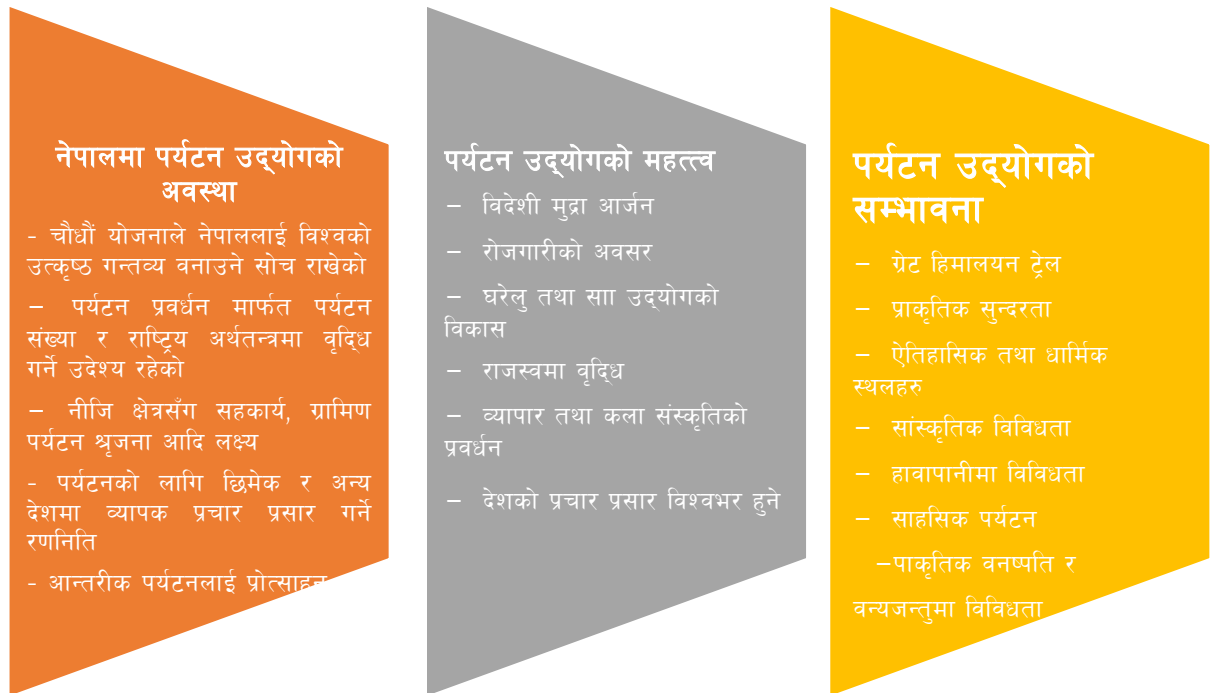 नेपालमा पर्यटन उद्योगको
अवस्था
- चौधौं योजनाले नेपाललाई विश्वको
उत्कृष्ठ गन्तव्य वनाउने सोच राखेको
– पर्यटन प्रवर्धन मार्फत पर्यटन
संख्या र राष्ट्रिय अर्थतन्त्रमा वृद्धि
गर्ने उदेश्य रहेको
– नीजि क्षेत्रसँग सहकार्य, ग्रामिण
पर्यटन श्रृजना आदि लक्ष्य
- पर्यटनको लागि छिमेक र अन्य
देशमा व्यापक प्रचार प्रसार गर्ने
रणनिति
- आन्तरीक पर्यटनलाई प्रोत्साहन
पर्यटन उद्योगको महत्त्व
– विदेशी मुद्रा आर्जन
– रोजगारीको अवसर
– घरेलु तथा साा उद्योगको
विकास
– राजस्वमा वृद्धि
– व्यापार तथा कला संस्कृतिको
प्रवर्धन
– देशको प्रचार प्रसार विश्वभर हुने
पर्यटन उद्योगको
सम्भावना
– ग्रेट हिमालयन ट्रेल
– प्राकृतिक सुन्दरता
– ऐतिहासिक तथा धार्मिक
स्थलहरु
– सांस्कृतिक विविधता
– हावापानीमा विविधता
– साहसिक पर्यटन
–पाकृतिक वनष्पति र
वन्यजन्तुमा विविधता